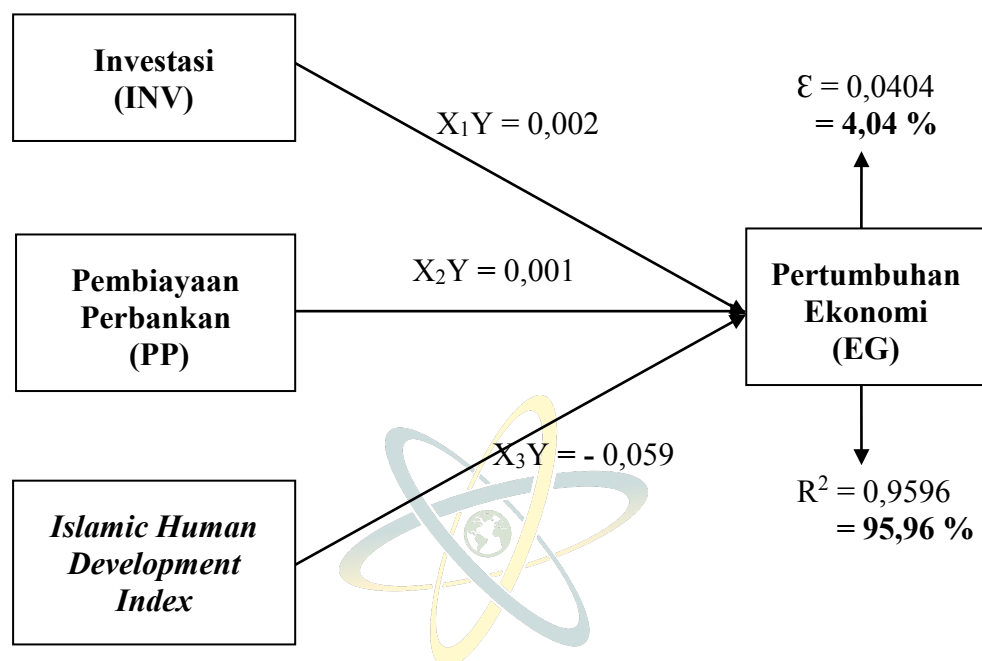 Investasi
(INV)
X₁Y = 0,002
Ɛ = 0,0404
= 4,04 %
Pembiayaan
Perbankan
(PP)
X₂Y = 0,001
Pertumbuhan
Ekonomi
(EG)
X₃Y = - 0,059
Islamic Human
Development
Index
R² = 0,9596
= 95,96 %